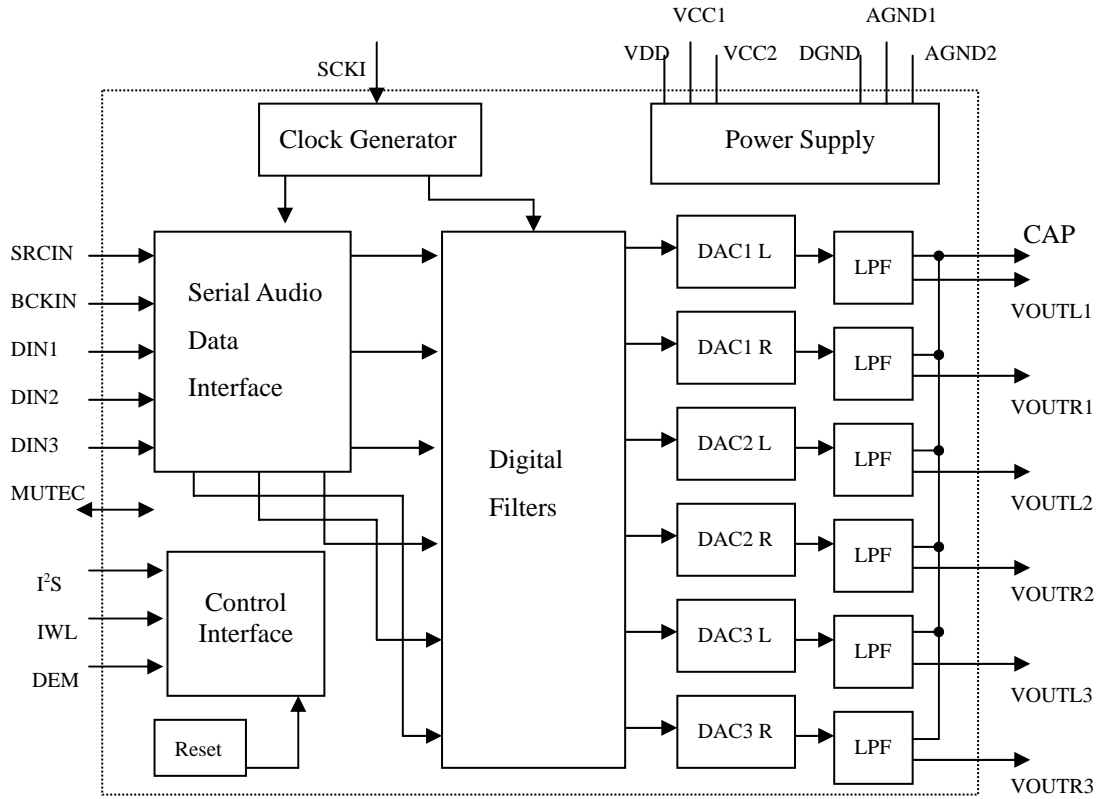 VCC1
AGND1
VDD
VCC2
DGND
AGND2
SCKI
Clock Generator
Power Supply
SRCIN
BCKIN
DIN1
DIN2
DIN3
MUTEC
Serial Audio
Data
Interface
I²S
IWL
DEM
Control
Interface
Reset
Digital
Filters
DAC1 L
LPF
CAP
VOUTL1
DAC1 R
LPF
VOUTR1
DAC2 L
LPF
VOUTL2
DAC2 R
LPF
VOUTR2
DAC3 L
LPF
VOUTL3
DAC3 R
LPF
VOUTR3